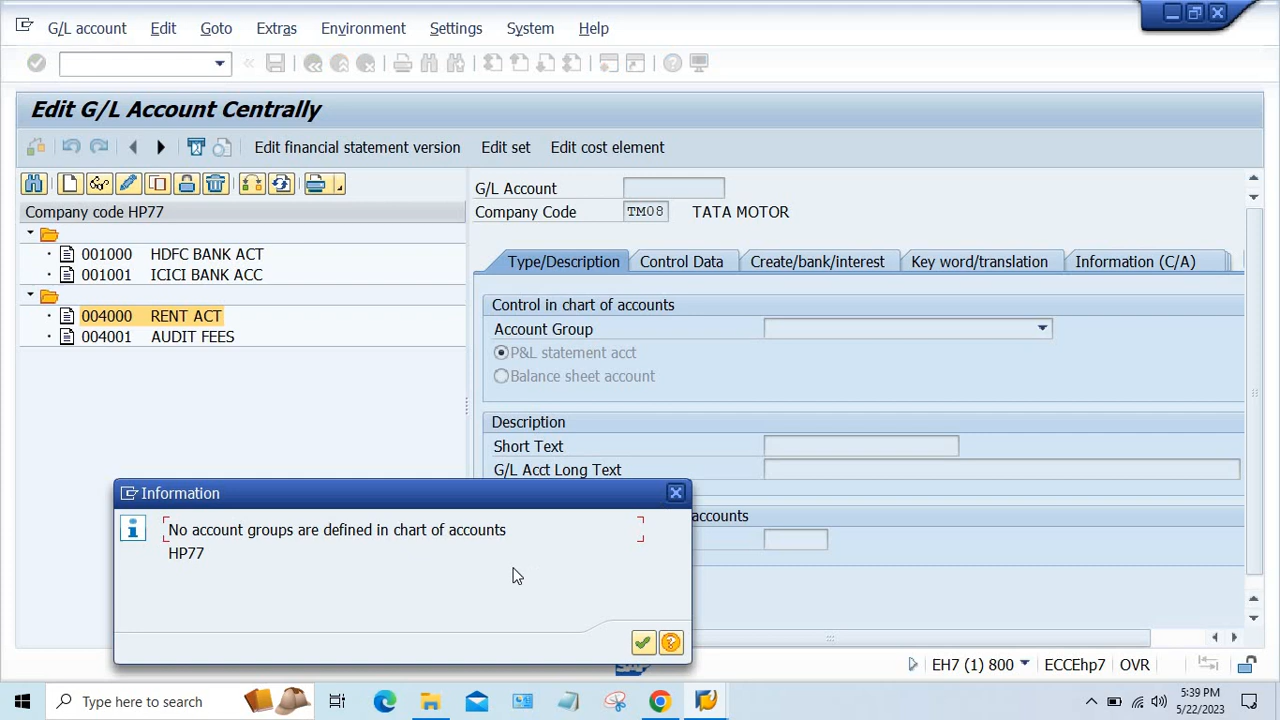 G/L account Edit Goto Extras Environment Settings System Help
Edit G/L Account Centrally
Edit financial statement version Edit set Edit cost element
Company code HP77
001000 HDFC BANK ACT
001001 ICICI BANK ACC
004000 RENT ACT
004001 AUDIT FEES
G/L Account
Company Code TM08 TATA MOTOR
Type/Description Control Data Create/bank/interest Key word/translation Information (C/A)
Control in chart of accounts
Account Group
P&L statement acct
Balance sheet account
Description
Short Text
G/L Acct Long Text
accounts
Information
No account groups are defined in chart of accounts
HP77
SAP
EH7 (1) 800 ECCEhp7 OVR
Type here to search
5:39 PM
5/22/2023